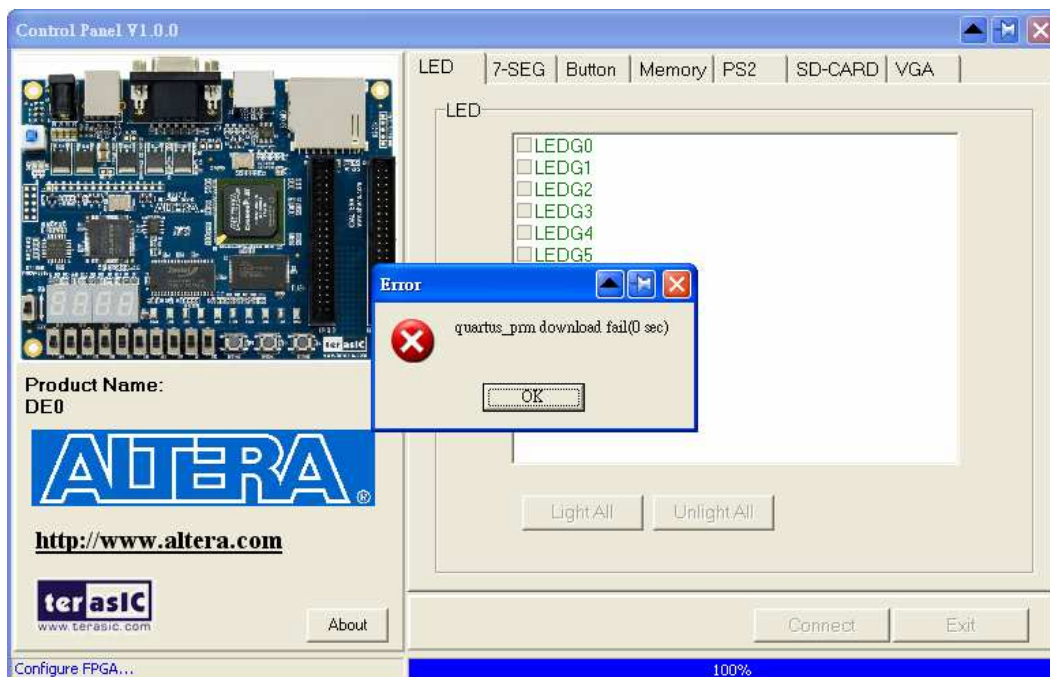 Control Panel V1.0.0
LED
7-SEG
Button
Memory
PS2
SD-CARD
VGA
LED
LEDG0
LEDG1
LEDG2
LEDG3
LEDG4
LEDG5
Error
quartus_prm download fail(0 sec)
OK
Product Name:
DE0
ALTERA®
http://www.altera.com
terasIC
www.terasic.com
About
Light All
Unlight All
Connect
Exit
Configure FPGA...
100%